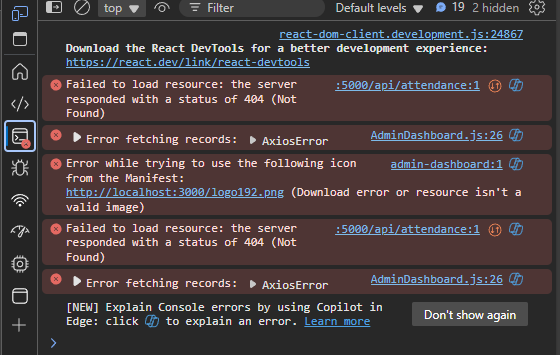 top
Filter
Default levels
19
2 hidden
react-dom-client.development.js:24867
Download the React DevTools for a better development experience:
https://react.dev/link/react-devtools
Failed to load resource: the server :5000/api/attendance:1
responded with a status of 404 (Not
Found)
Error fetching records: AxiosError AdminDashboard.js:26
Error while trying to use the following icon admin-dashboard:1
from the Manifest:
http://localhost:3000/logo192.png (Download error or resource isn't a
valid image)
Failed to load resource: the server :5000/api/attendance:1
responded with a status of 404 (Not
Found)
Error fetching records: AxiosError AdminDashboard.js:26
[NEW] Explain Console errors by using Copilot in
Edge: click to explain an error. Learn more
Don't show again